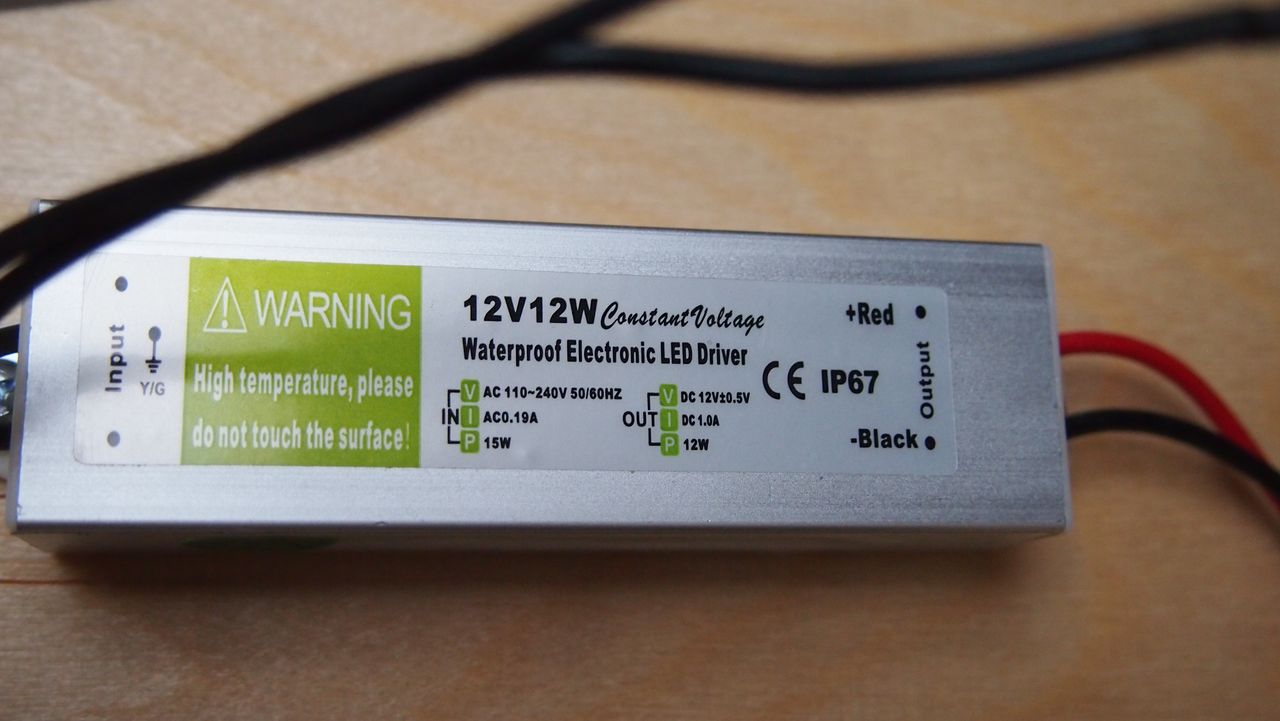 Input
Y/G
WARNING
High temperature, please
do not touch the surface!
12V12W Constant Voltage
Waterproof Electronic LED Driver
IN
V AC 110~240V 50/60HZ
I AC0.19A
P 15W
OUT
V DC 12V±0.5V
I DC 1.0A
P 12W
CE IP67
+Red
Output
-Black